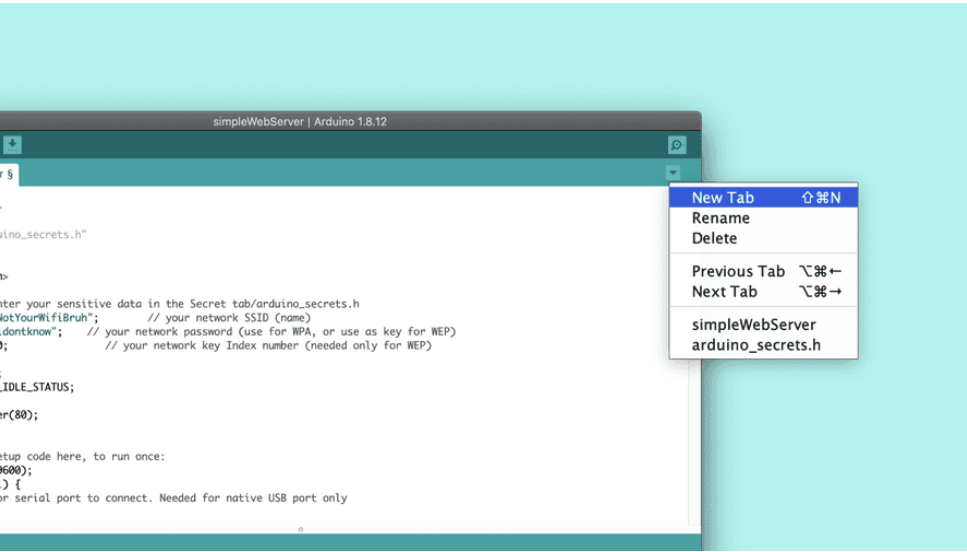 simpleWebServer | Arduino 1.8.12
r §
>
uino_secrets.h"
>
nter your sensitive data in the Secret tab/arduino_secrets.h
NotYourWifiBruh"; // your network SSID (name)
dontknow"; // your network password (use for WPA, or use as key for WEP)
0; // your network key Index number (needed only for WEP)
;
_IDLE_STATUS;
er(80);
etup code here, to run once:
9600);
) {
or serial port to connect. Needed for native USB port only
New Tab ⇧⌘N
Rename
Delete
Previous Tab ⌥⌘←
Next Tab ⌥⌘→
simpleWebServer
arduino_secrets.h